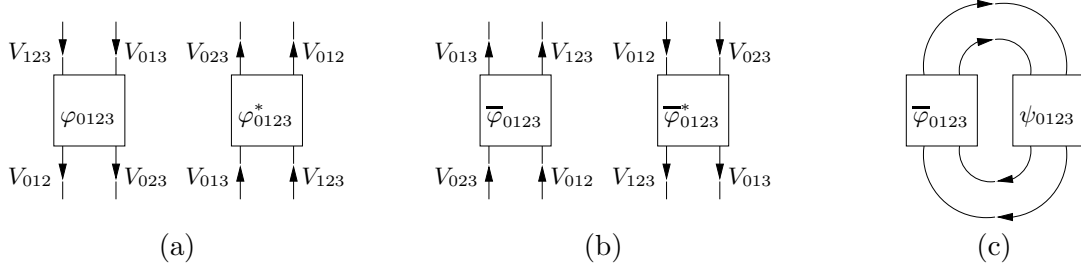 V₁₂₃ V₀₁₃ V₀₂₃ V₀₁₂ V₀₁₃ V₁₂₃ V₀₁₂ V₀₂₃
φ₀₁₂₃ φ*₀₁₂₃ φ̅₀₁₂₃ φ̅*₀₁₂₃ φ̅₀₁₂₃ ψ₀₁₂₃
V₀₁₂ V₀₂₃ V₀₁₃ V₁₂₃ V₀₂₃ V₀₁₂ V₁₂₃ V₀₁₃
(a) (b) (c)